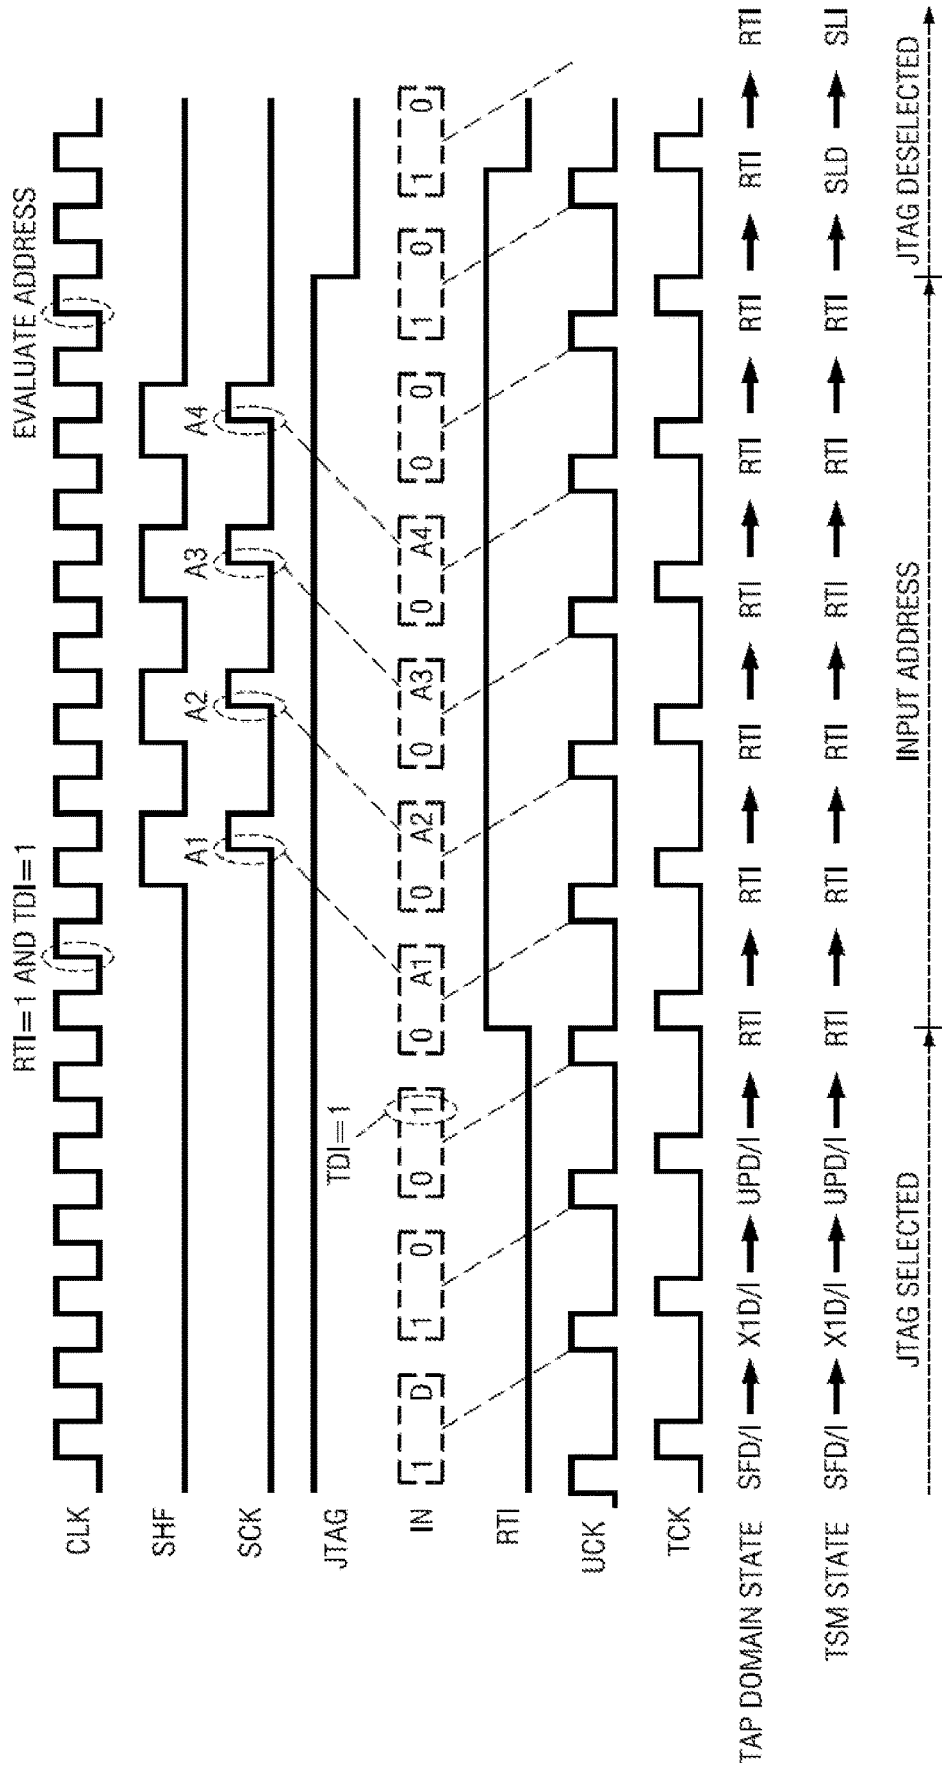 RTI=1 AND TDI=1 EVALUATE ADDRESS
CLK
SHF
A1 A2 A3 A4
SCK
JTAG
TDI=1
IN 1 D 1 0 0 1 0 A1 0 A2 0 A3 0 A4 0 0 1 0 1 0
RTI
UCK
TCK
TAP DOMAIN STATE SFD/I X1D/I UPD/I RTI RTI RTI RTI RTI RTI RTI RTI
TSM STATE SFD/I X1D/I UPD/I RTI RTI RTI RTI RTI RTI SLD SLI
JTAG SELECTED INPUT ADDRESS JTAG DESELECTED